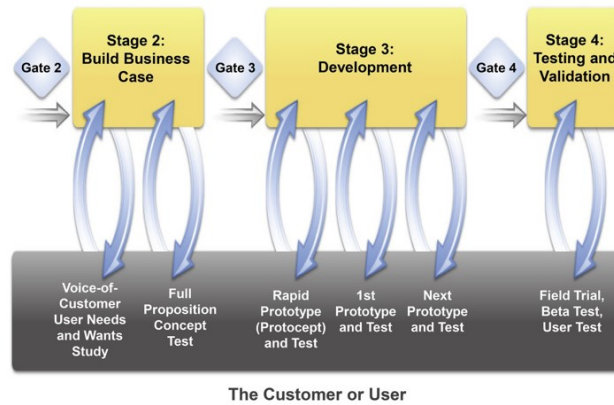 Gate 2
Stage 2:
Build Business
Case
Gate 3
Stage 3:
Development
Gate 4
Stage 4:
Testing and
Validation
Voice-of-
Customer
User Needs
and Wants
Study
Full
Proposition
Concept
Test
Rapid
Prototype
(Protocept)
and Test
1st
Prototype
and Test
Next
Prototype
and Test
Field Trial,
Beta Test,
User Test
The Customer or User